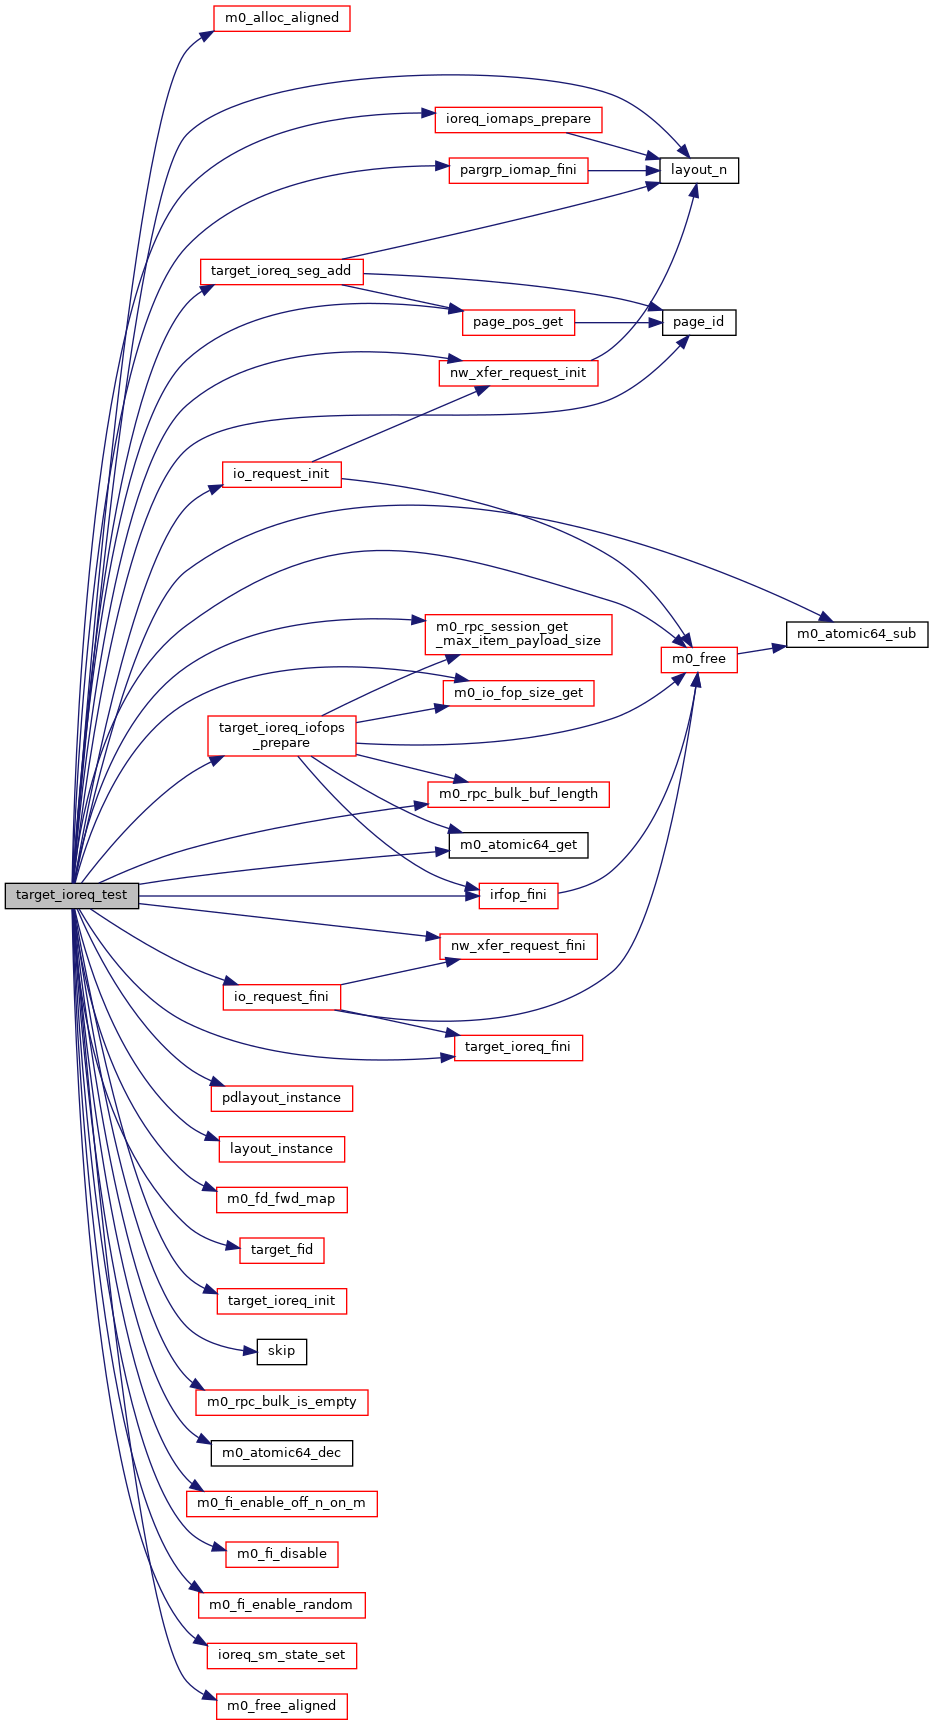 m0_alloc_aligned
ioreq_iomaps_prepare
pargrp_iomap_fini
layout_n
target_ioreq_seg_add
page_pos_get
page_id
nw_xfer_request_init
io_request_init
m0_rpc_session_get
_max_item_payload_size
m0_atomic64_sub
m0_free
m0_io_fop_size_get
target_ioreq_iofops
_prepare
m0_rpc_bulk_buf_length
m0_atomic64_get
target_ioreq_test
irfop_fini
nw_xfer_request_fini
io_request_fini
target_ioreq_fini
pdlayout_instance
layout_instance
m0_fd_fwd_map
target_fid
target_ioreq_init
skip
m0_rpc_bulk_is_empty
m0_atomic64_dec
m0_fi_enable_off_n_on_m
m0_fi_disable
m0_fi_enable_random
ioreq_sm_state_set
m0_free_aligned